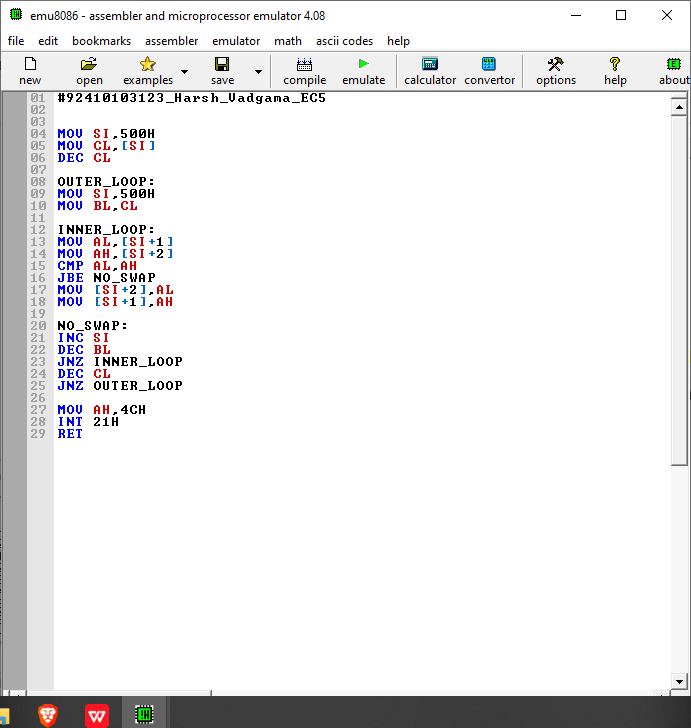 emu8086 - assembler and microprocessor emulator 4.08
file edit bookmarks assembler emulator math ascii codes help
new open examples save compile emulate calculator convertor options help about
01 #92410103123_Harsh_Vadgama_EC5
02
03
04 MOV SI,500H
05 MOV CL,[SI]
06 DEC CL
07
08 OUTER_LOOP:
09 MOV SI,500H
10 MOV BL,CL
11
12 INNER_LOOP:
13 MOV AL,[SI+1]
14 MOV AH,[SI+2]
15 CMP AL,AH
16 JBE NO_SWAP
17 MOV [SI+2],AL
18 MOV [SI+1],AH
19
20 NO_SWAP:
21 INC SI
22 DEC BL
23 JNZ INNER_LOOP
24 DEC CL
25 JNZ OUTER_LOOP
26
27 MOV AH,4CH
28 INT 21H
29 RET